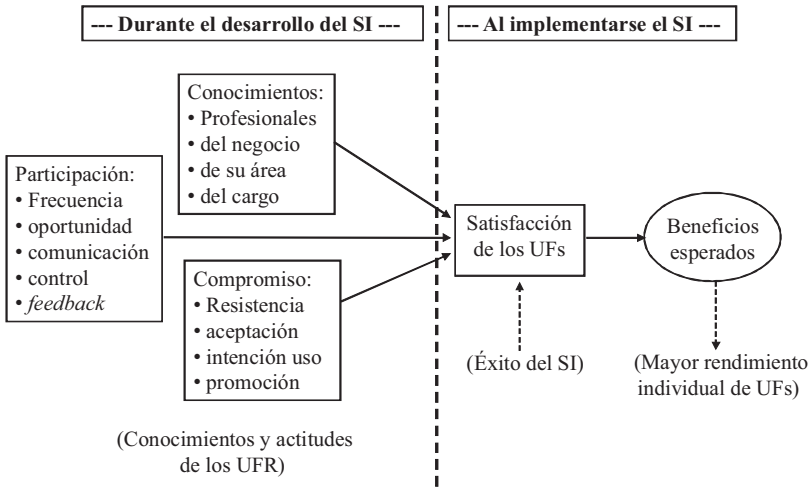 --- Durante el desarrollo del SI ---
--- Al implementarse el SI ---
Conocimientos:
• Profesionales
• del negocio
• de su área
• del cargo
Participación:
• Frecuencia
• oportunidad
• comunicación
• control
• feedback
Compromiso:
• Resistencia
• aceptación
• intención uso
• promoción
(Conocimientos y actitudes
de los UFR)
Satisfacción
de los UFs
Beneficios
esperados
(Éxito del SI)
(Mayor rendimiento
individual de UFs)